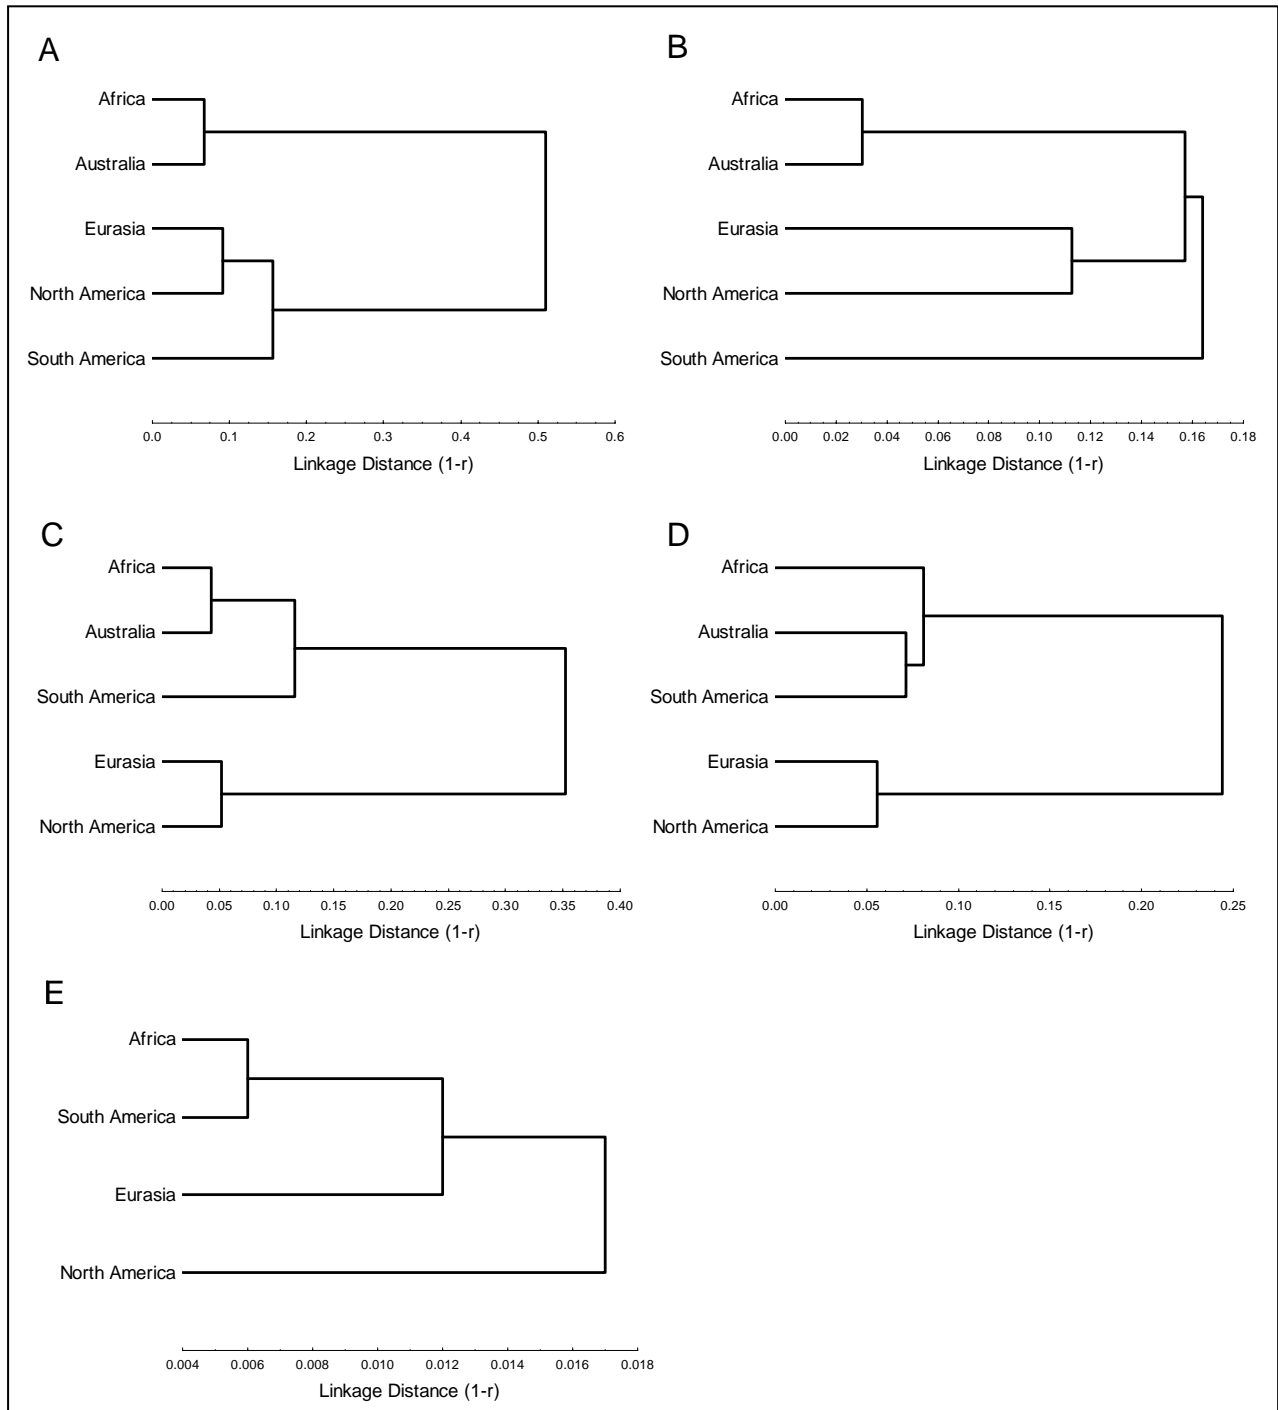 A
Africa
Australia
Eurasia
North America
South America
0.0 0.1 0.2 0.3 0.4 0.5 0.6
Linkage Distance (1-r)
B
Africa
Australia
Eurasia
North America
South America
0.00 0.02 0.04 0.06 0.08 0.10 0.12 0.14 0.16 0.18
Linkage Distance (1-r)
C
Africa
Australia
South America
Eurasia
North America
0.00 0.05 0.10 0.15 0.20 0.25 0.30 0.35 0.40
Linkage Distance (1-r)
D
Africa
Australia
South America
Eurasia
North America
0.00 0.05 0.10 0.15 0.20 0.25
Linkage Distance (1-r)
E
Africa
South America
Eurasia
North America
0.004 0.006 0.008 0.010 0.012 0.014 0.016 0.018
Linkage Distance (1-r)